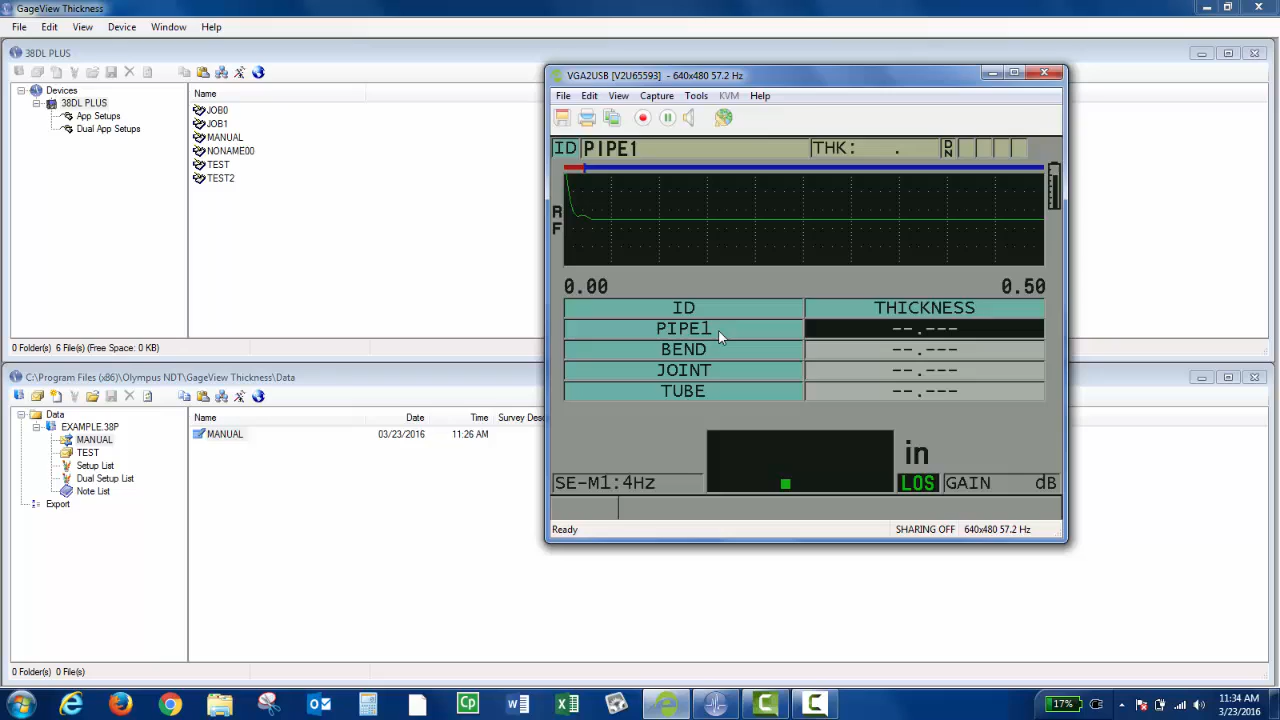 GageView Thickness
File Edit View Device Window Help
38DL PLUS
Devices
38DL PLUS
App Setups
Dual App Setups
Name
JOB0
JOB1
MANUAL
NONAME00
TEST
TEST2
0 Folder(s) 6 File(s) (Free Space: 0 KB)
VGA2USB [V2U65593] - 640x480 57.2 Hz
File Edit View Capture Tools KVM Help
ID PIPE1 THK: . DN
RF
0.00 0.50
ID THICKNESS
PIPE1 --.---
BEND --.---
JOINT --.---
TUBE --.---
in
SE-M1:4Hz LOS GAIN dB
Ready SHARING OFF 640x480 57.2 Hz
C:\Program Files (x86)\Olympus NDT\GageView Thickness\Data
Data
EXAMPLE.38P
MANUAL
TEST
Setup List
Dual Setup List
Note List
Export
Name Date Time Survey Desc
MANUAL 03/23/2016 11:26 AM
0 Folder(s) 0 File(s)
Cp
17%
11:34 AM
3/23/2016